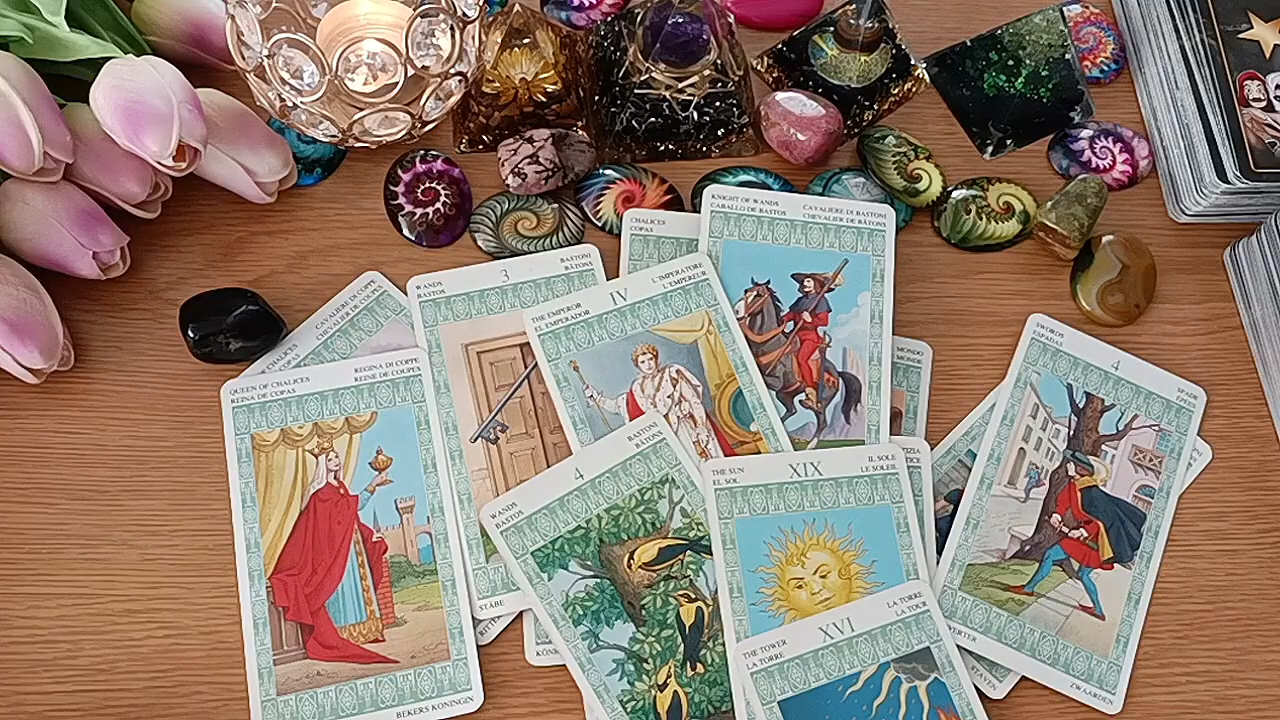 CHALICES
COPAS
KNIGHT OF WANDS
CABALLO DE BASTOS
CAVALIERE DI BASTONI
CHEVALIER DE BÂTONS
CAVALIERE DI COPPE
CHEVALIER DE COUPES
CHALICES
WANDS
BASTOS
3
BASTONI
BÂTONS
THE EMPEROR
EL EMPERADOR
IV
L'IMPERATORE
L'EMPEREUR
MONDO
MONDE
SWORDS
ESPADAS
4
SPADE
QUEEN OF CHALICES
REINA DE COPAS
REGINA DI COPPE
REINE DE COUPES
WANDS
BASTOS
4
BASTONI
BÂTONS
THE SUN
EL SOL
XIX
IL SOLE
LE SOLEIL
STÄBE
THE TOWER
LA TORRE
XVI
LA TORRE
LA TOUR
STAVEN
ZWAARDEN
BEKERS KONINGIN